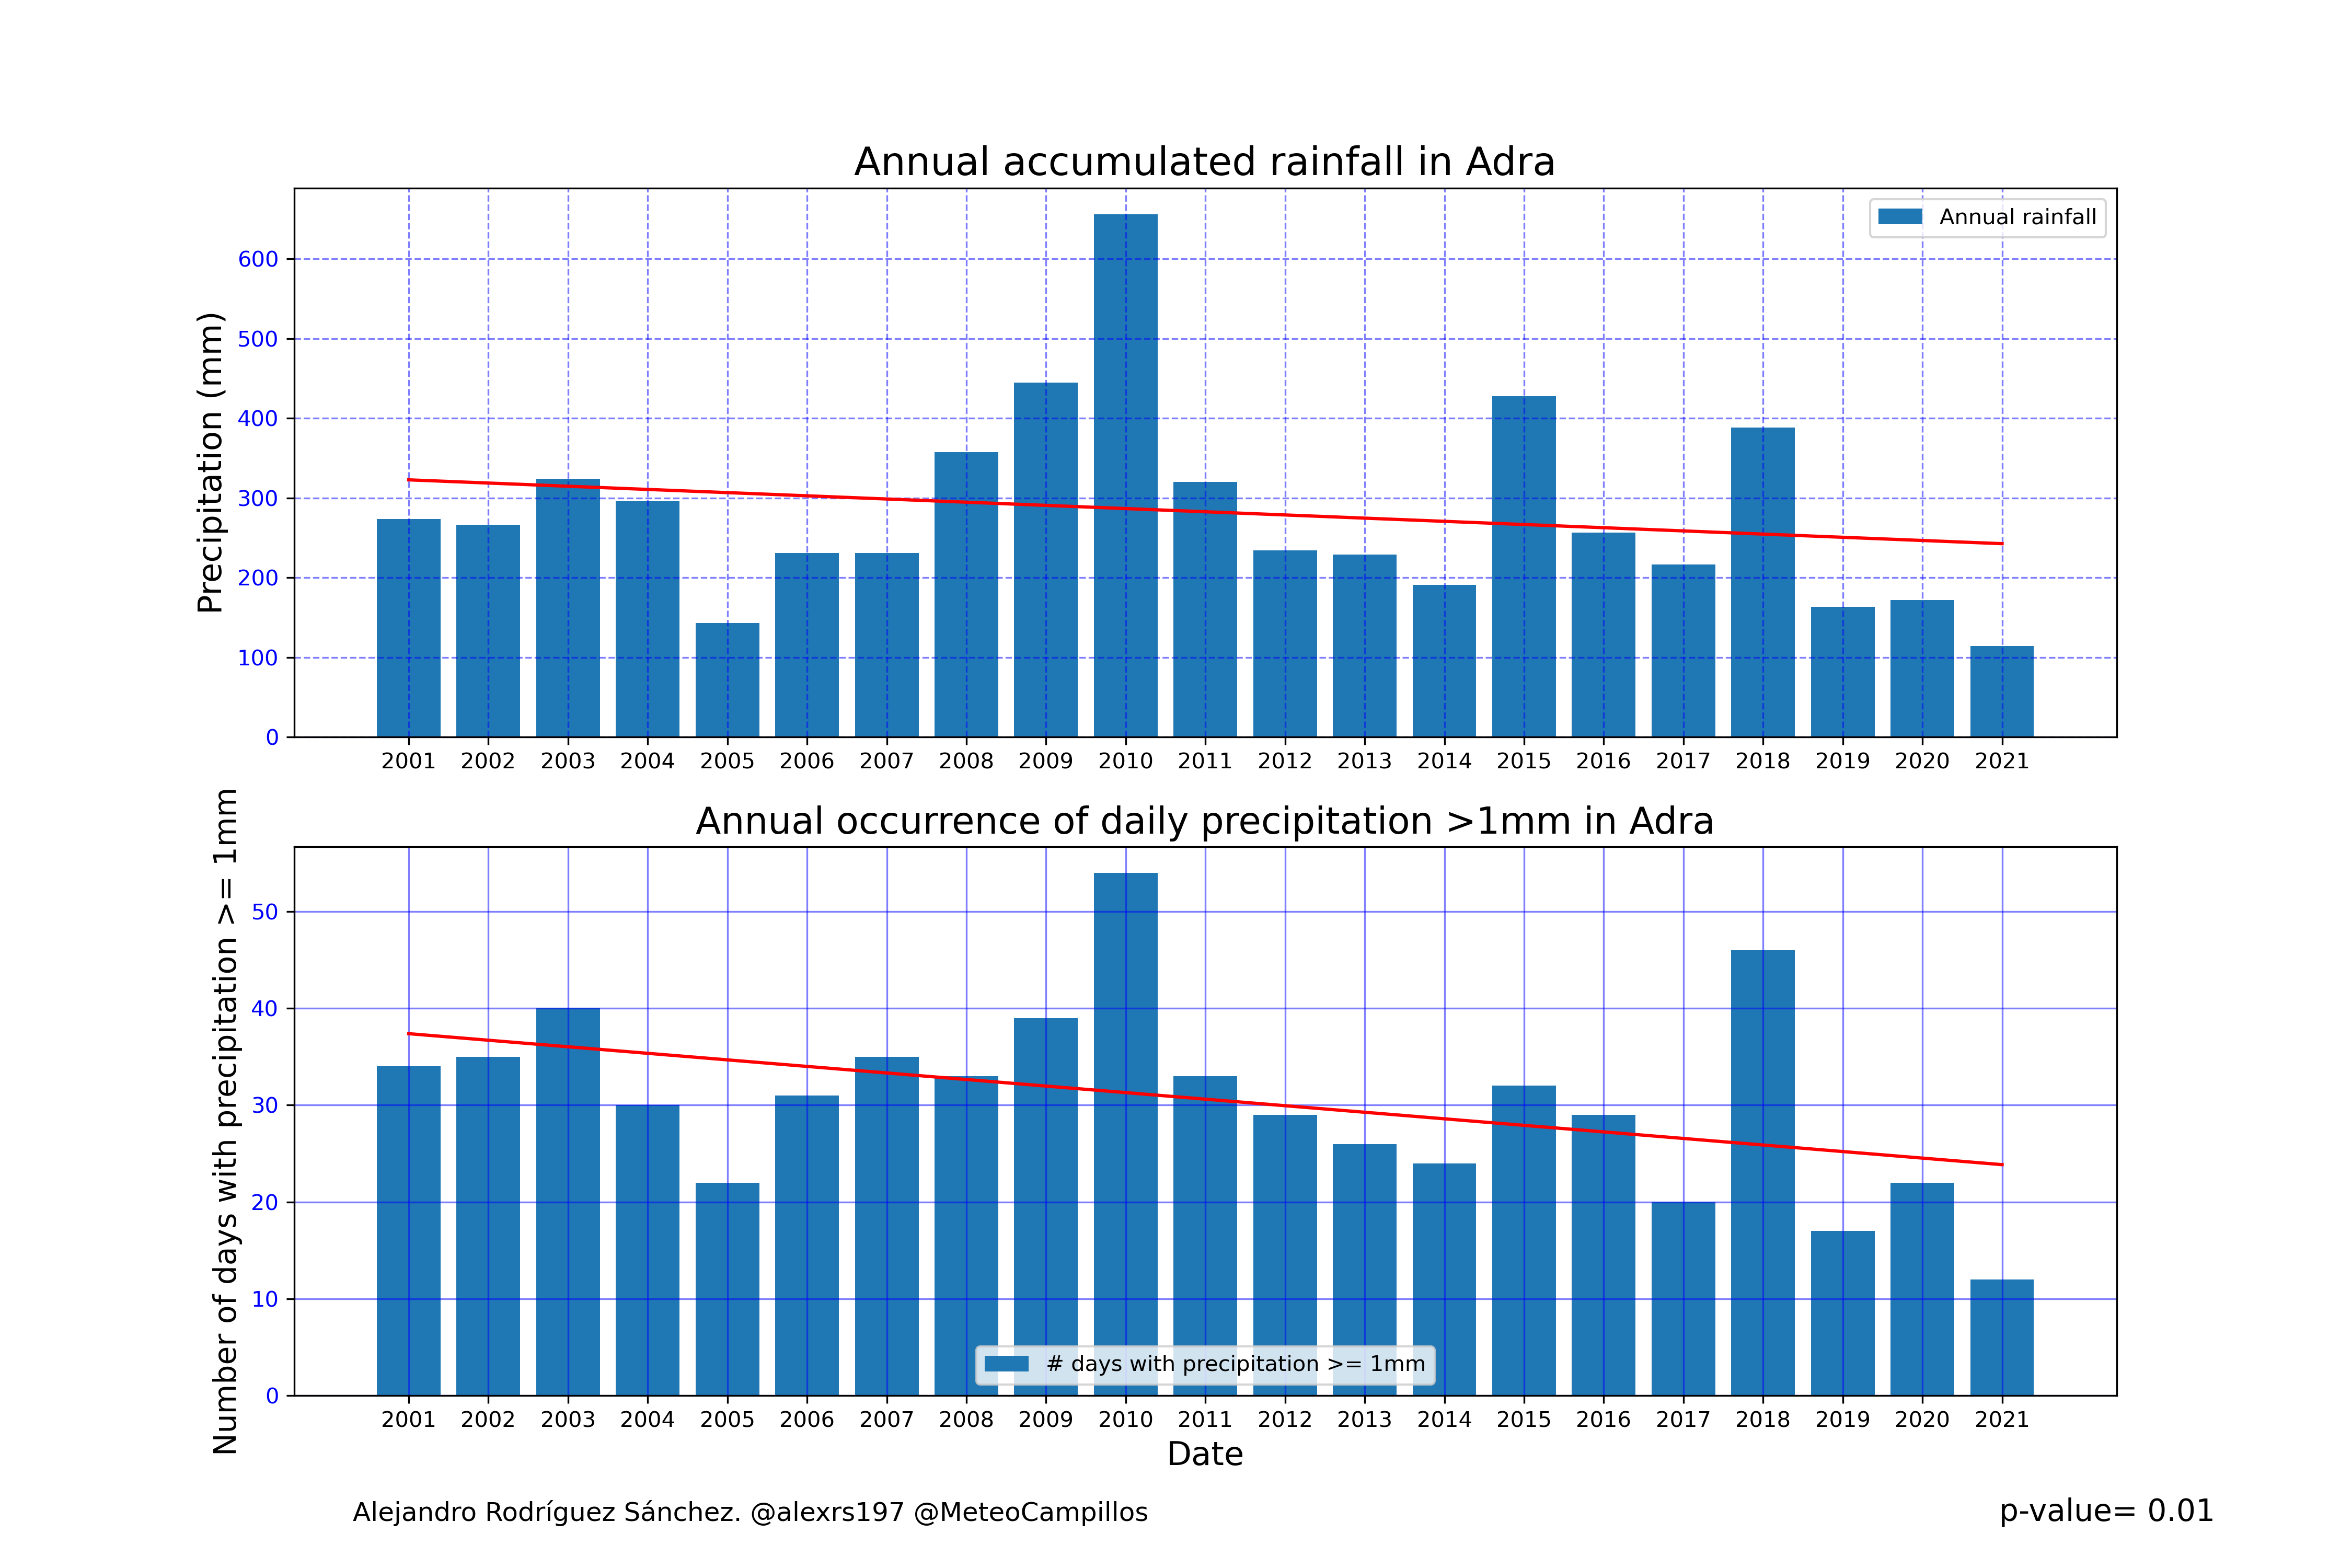 Annual accumulated rainfall in Adra
Precipitation (mm)
600
500
400
300
200
100
0
Annual rainfall
2001 2002 2003 2004 2005 2006 2007 2008 2009 2010 2011 2012 2013 2014 2015 2016 2017 2018 2019 2020 2021
Annual occurrence of daily precipitation >1mm in Adra
Number of days with precipitation >= 1mm
50
40
30
20
10
0
# days with precipitation >= 1mm
2001 2002 2003 2004 2005 2006 2007 2008 2009 2010 2011 2012 2013 2014 2015 2016 2017 2018 2019 2020 2021
Date
Alejandro Rodríguez Sánchez. @alexrs197 @MeteoCampillos
p-value= 0.01